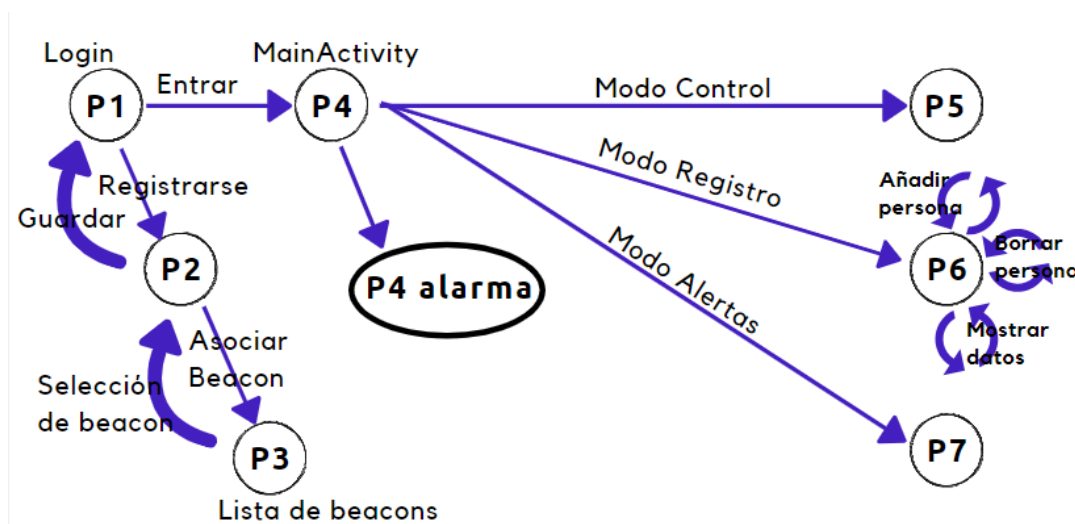 Login
MainActivity
P1
Entrar
P4
Modo Control
P5
Registrarse
Guardar
Modo Registro
Añadir
persona
P2
P4 alarma
Modo Alertas
P6
Borrar
persona
Asociar
Beacon
Mostrar
datos
Selección
de beacon
P3
P7
Lista de beacons